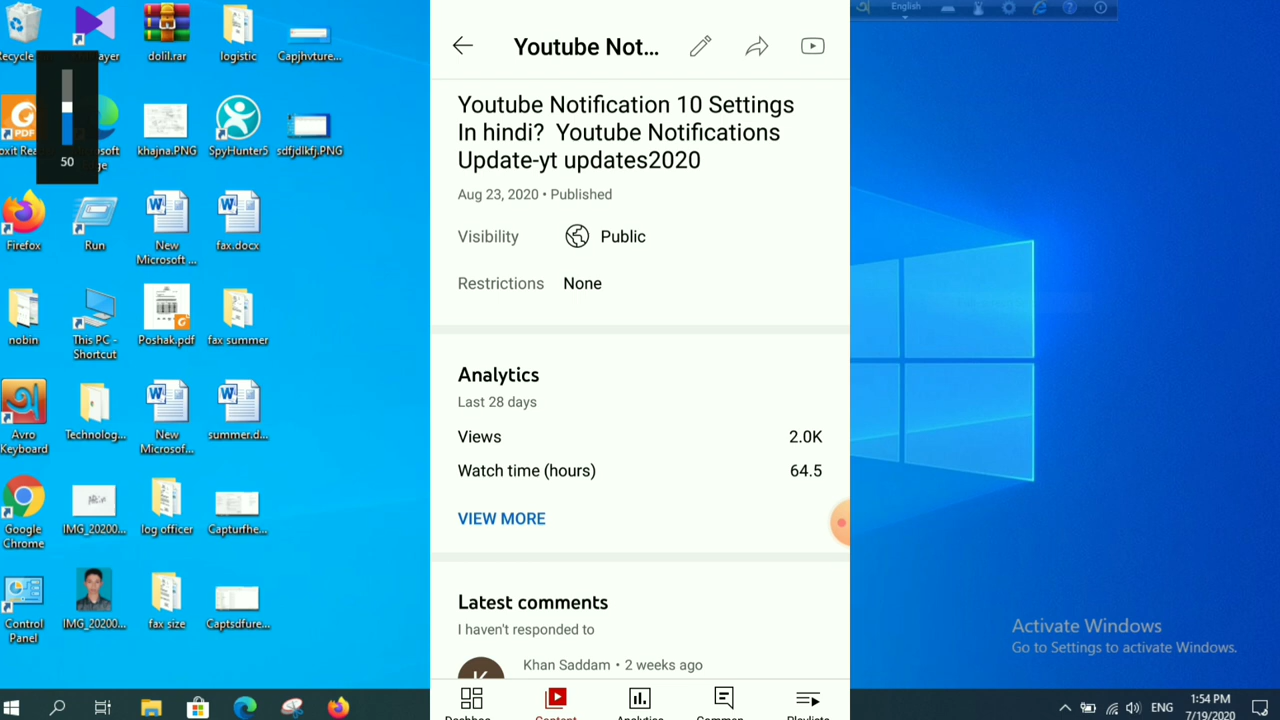 Recycle
dolil.rar
logistic
Capjhvture...
50
khajna.PNG
SpyHunter5
sdfjdlkfj.PNG
Firefox
Run
New
Microsoft ...
fax.docx
nobin
This PC -
Shortcut
Poshak.pdf
fax summer
Avro
Keyboard
Technolog...
New
Microsof...
summer.d...
Google
Chrome
IMG_20200...
log officer
Capturfhe...
Control
Panel
IMG_20200...
fax size
Captsdfure...
Youtube Not...
Youtube Notification 10 Settings
In hindi? Youtube Notifications
Update-yt updates2020
Aug 23, 2020 • Published
Visibility Public
Restrictions None
Analytics
Last 28 days
Views 2.0K
Watch time (hours) 64.5
VIEW MORE
Latest comments
I haven't responded to
K
Khan Saddam • 2 weeks ago
Content
Analytics
Playlists
English
Activate Windows
Go to Settings to activate Windows.
ENG
1:54 PM
7/19/2020